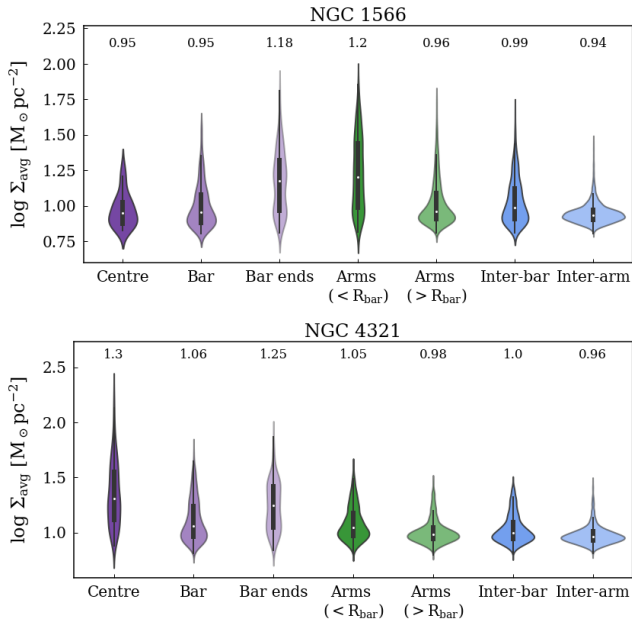 NGC 1566
0.95 0.95 1.18 1.2 0.96 0.99 0.94
2.25
2.00
1.75
1.50
1.25
1.00
0.75
log Σavg [M⊙pc−2]
Centre Bar Bar ends Arms Arms Inter-bar Inter-arm
(< Rbar) (> Rbar)
NGC 4321
1.3 1.06 1.25 1.05 0.98 1.0 0.96
2.5
2.0
1.5
1.0
log Σavg [M⊙pc−2]
Centre Bar Bar ends Arms Arms Inter-bar Inter-arm
(< Rbar) (> Rbar)